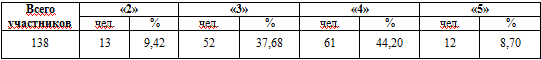 Всего участников «2» «3» «4» «5»
чел. % чел. % чел. % чел. %
138 13 9,42 52 37,68 61 44,20 12 8,70